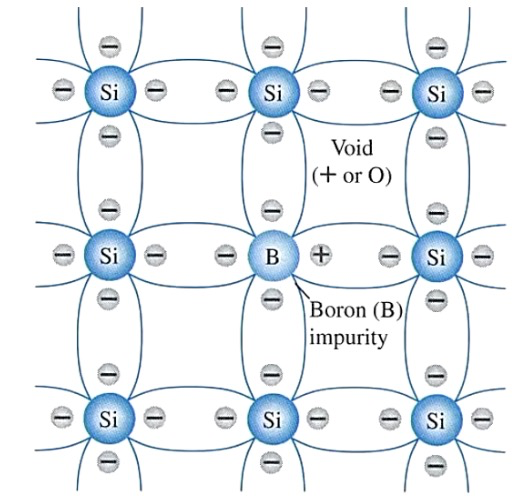 Si Si Si
Void
(+ or O)
Si B + Si
Boron (B)
impurity
Si Si Si